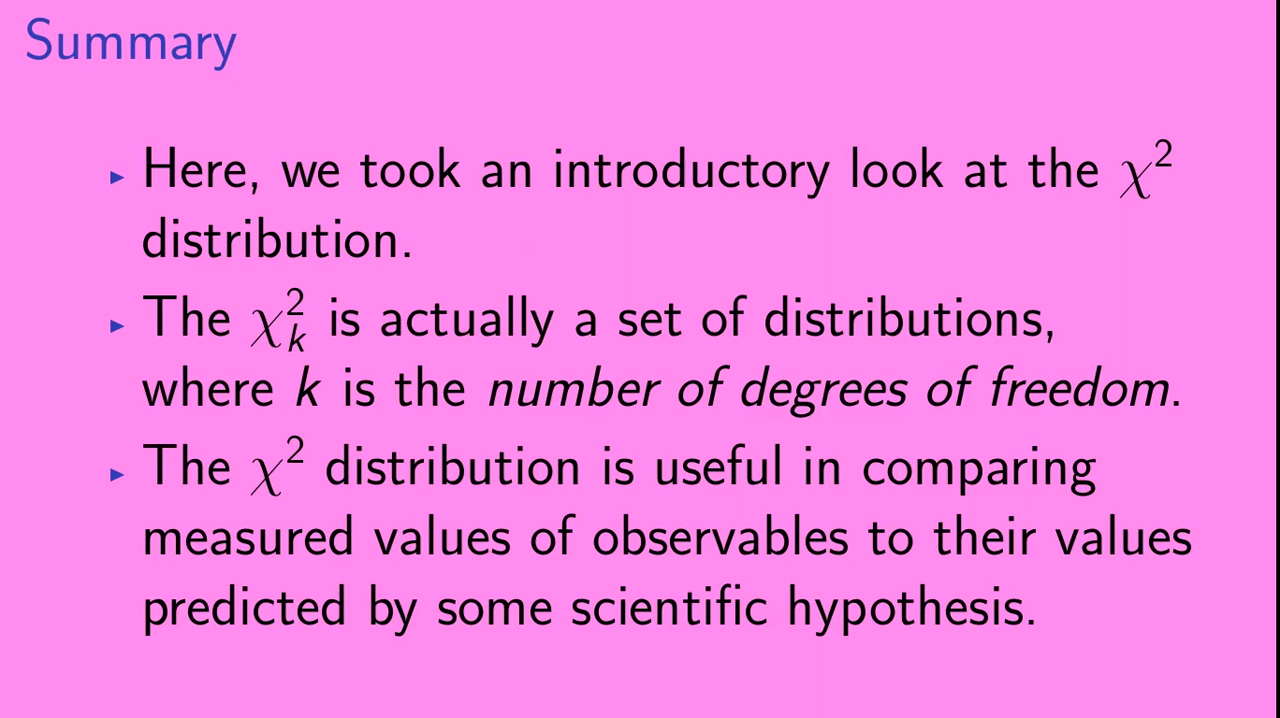 Summary
▸ Here, we took an introductory look at the χ²
distribution.
▸ The χ²ₖ is actually a set of distributions,
where k is the number of degrees of freedom.
▸ The χ² distribution is useful in comparing
measured values of observables to their values
predicted by some scientific hypothesis.